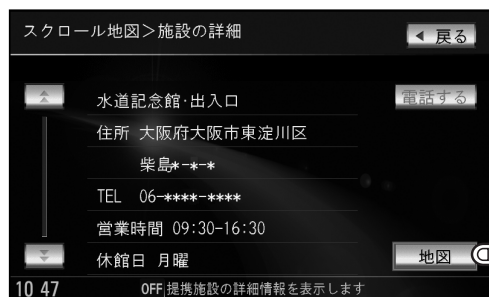 スクロール地図>施設の詳細
戻る
水道記念館・出入口
電話する
住所 大阪府大阪市東淀川区
柴島*-*-*
TEL 06-****-****
営業時間 09:30-16:30
休館日 月曜
地図
10 47
OFF 提携施設の詳細情報を表示します